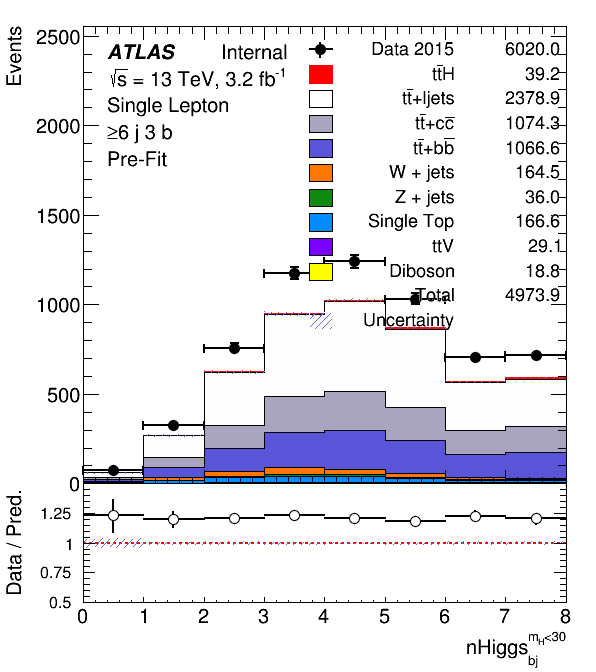 Events
2500
2000
1500
1000
500
0
ATLAS Internal
√s = 13 TeV, 3.2 fb⁻¹
Single Lepton
≥6 j 3 b
Pre-Fit
Data 2015 6020.0
tt̄H 39.2
tt̄+ljets 2378.9
tt̄+cc̄ 1074.3
tt̄+bb̄ 1066.6
W + jets 164.5
Z + jets 36.0
Single Top 166.6
ttV 29.1
Diboson 18.8
Total 4973.9
Uncertainty
Data / Pred.
1.25
1
0.75
0.5
0 1 2 3 4 5 6 7 8
nHiggs_bj^m_H<30